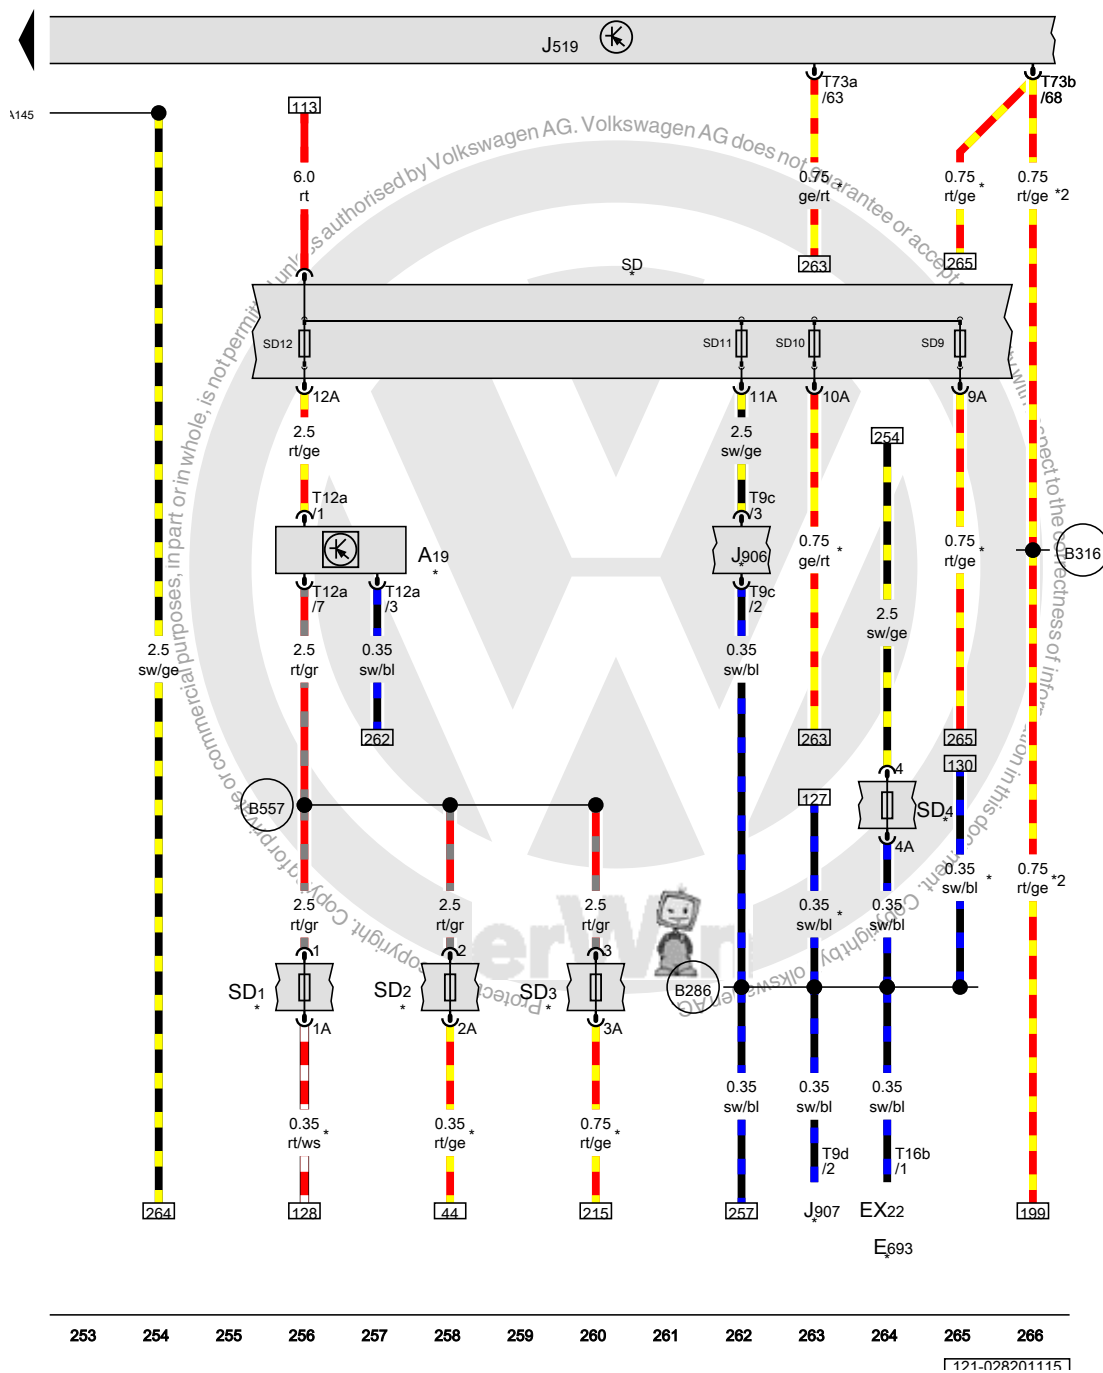 J519
T73a
/63
T73b
/68
A145
113
6.0
rt
0.75
ge/rt *
0.75
rt/ge *
0.75
rt/ge *2
263
265
SD
*
SD12
SD11
SD10
SD9
12A
11A
10A
9A
2.5
rt/ge
2.5
sw/ge
254
T12a
/1
T9c
/3
A19
*
J906
*
0.75
ge/rt *
0.75
rt/ge *
B316
T12a
/7
T12a
/3
T9c
/2
2.5
sw/ge
2.5
sw/ge
2.5
rt/gr
0.35
sw/bl
0.35
sw/bl
262
263
265
130
4
B557
127
SD4
*
4A
2.5
rt/gr
2.5
rt/gr
2.5
rt/gr
0.35
sw/bl *
0.35
sw/bl
0.35
sw/bl *
0.75
rt/ge *2
1
2
3
SD1
*
SD2
*
SD3
*
B286
1A
2A
3A
0.35
rt/ws *
0.35
rt/ge *
0.75
rt/ge *
0.35
sw/bl
0.35
sw/bl
0.35
sw/bl
T9d
/2
T16b
/1
264
128
44
215
257
J907
*
EX22
199
E693
*
253 254 255 256 257 258 259 260 261 262 263 264 265 266
121-028201115